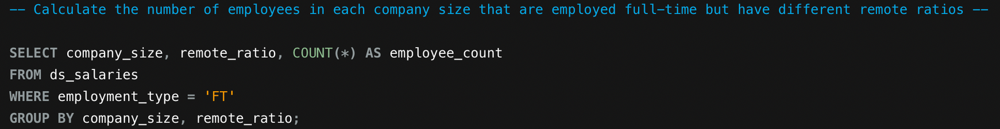 -- Calculate the number of employees in each company size that are employed full-time but have different remote ratios --
SELECT company_size, remote_ratio, COUNT(*) AS employee_count
FROM ds_salaries
WHERE employment_type = 'FT'
GROUP BY company_size, remote_ratio;